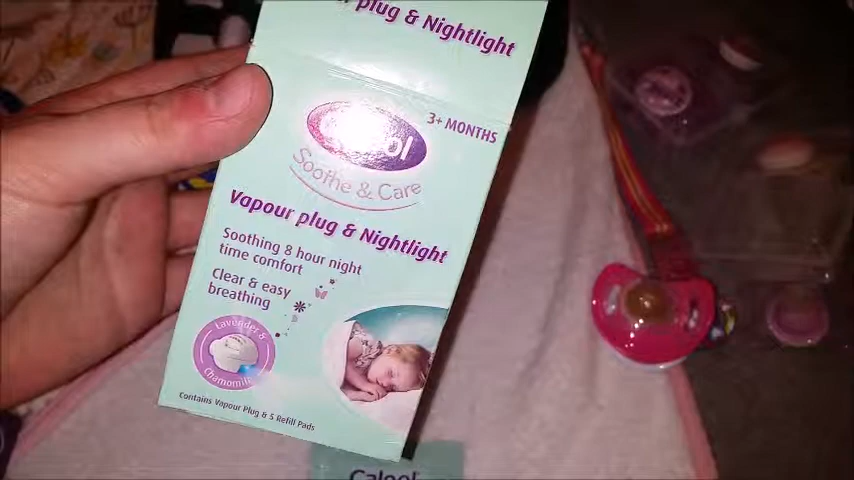 plug & Nightlight
3+ MONTHS
Soothe & Care
Vapour plug & Nightlight
Soothing 8 hour night
time comfort
Clear & easy
breathing
Lavender &
Chamomile
Contains Vapour Plug & 5 Refill Pads
Calpol